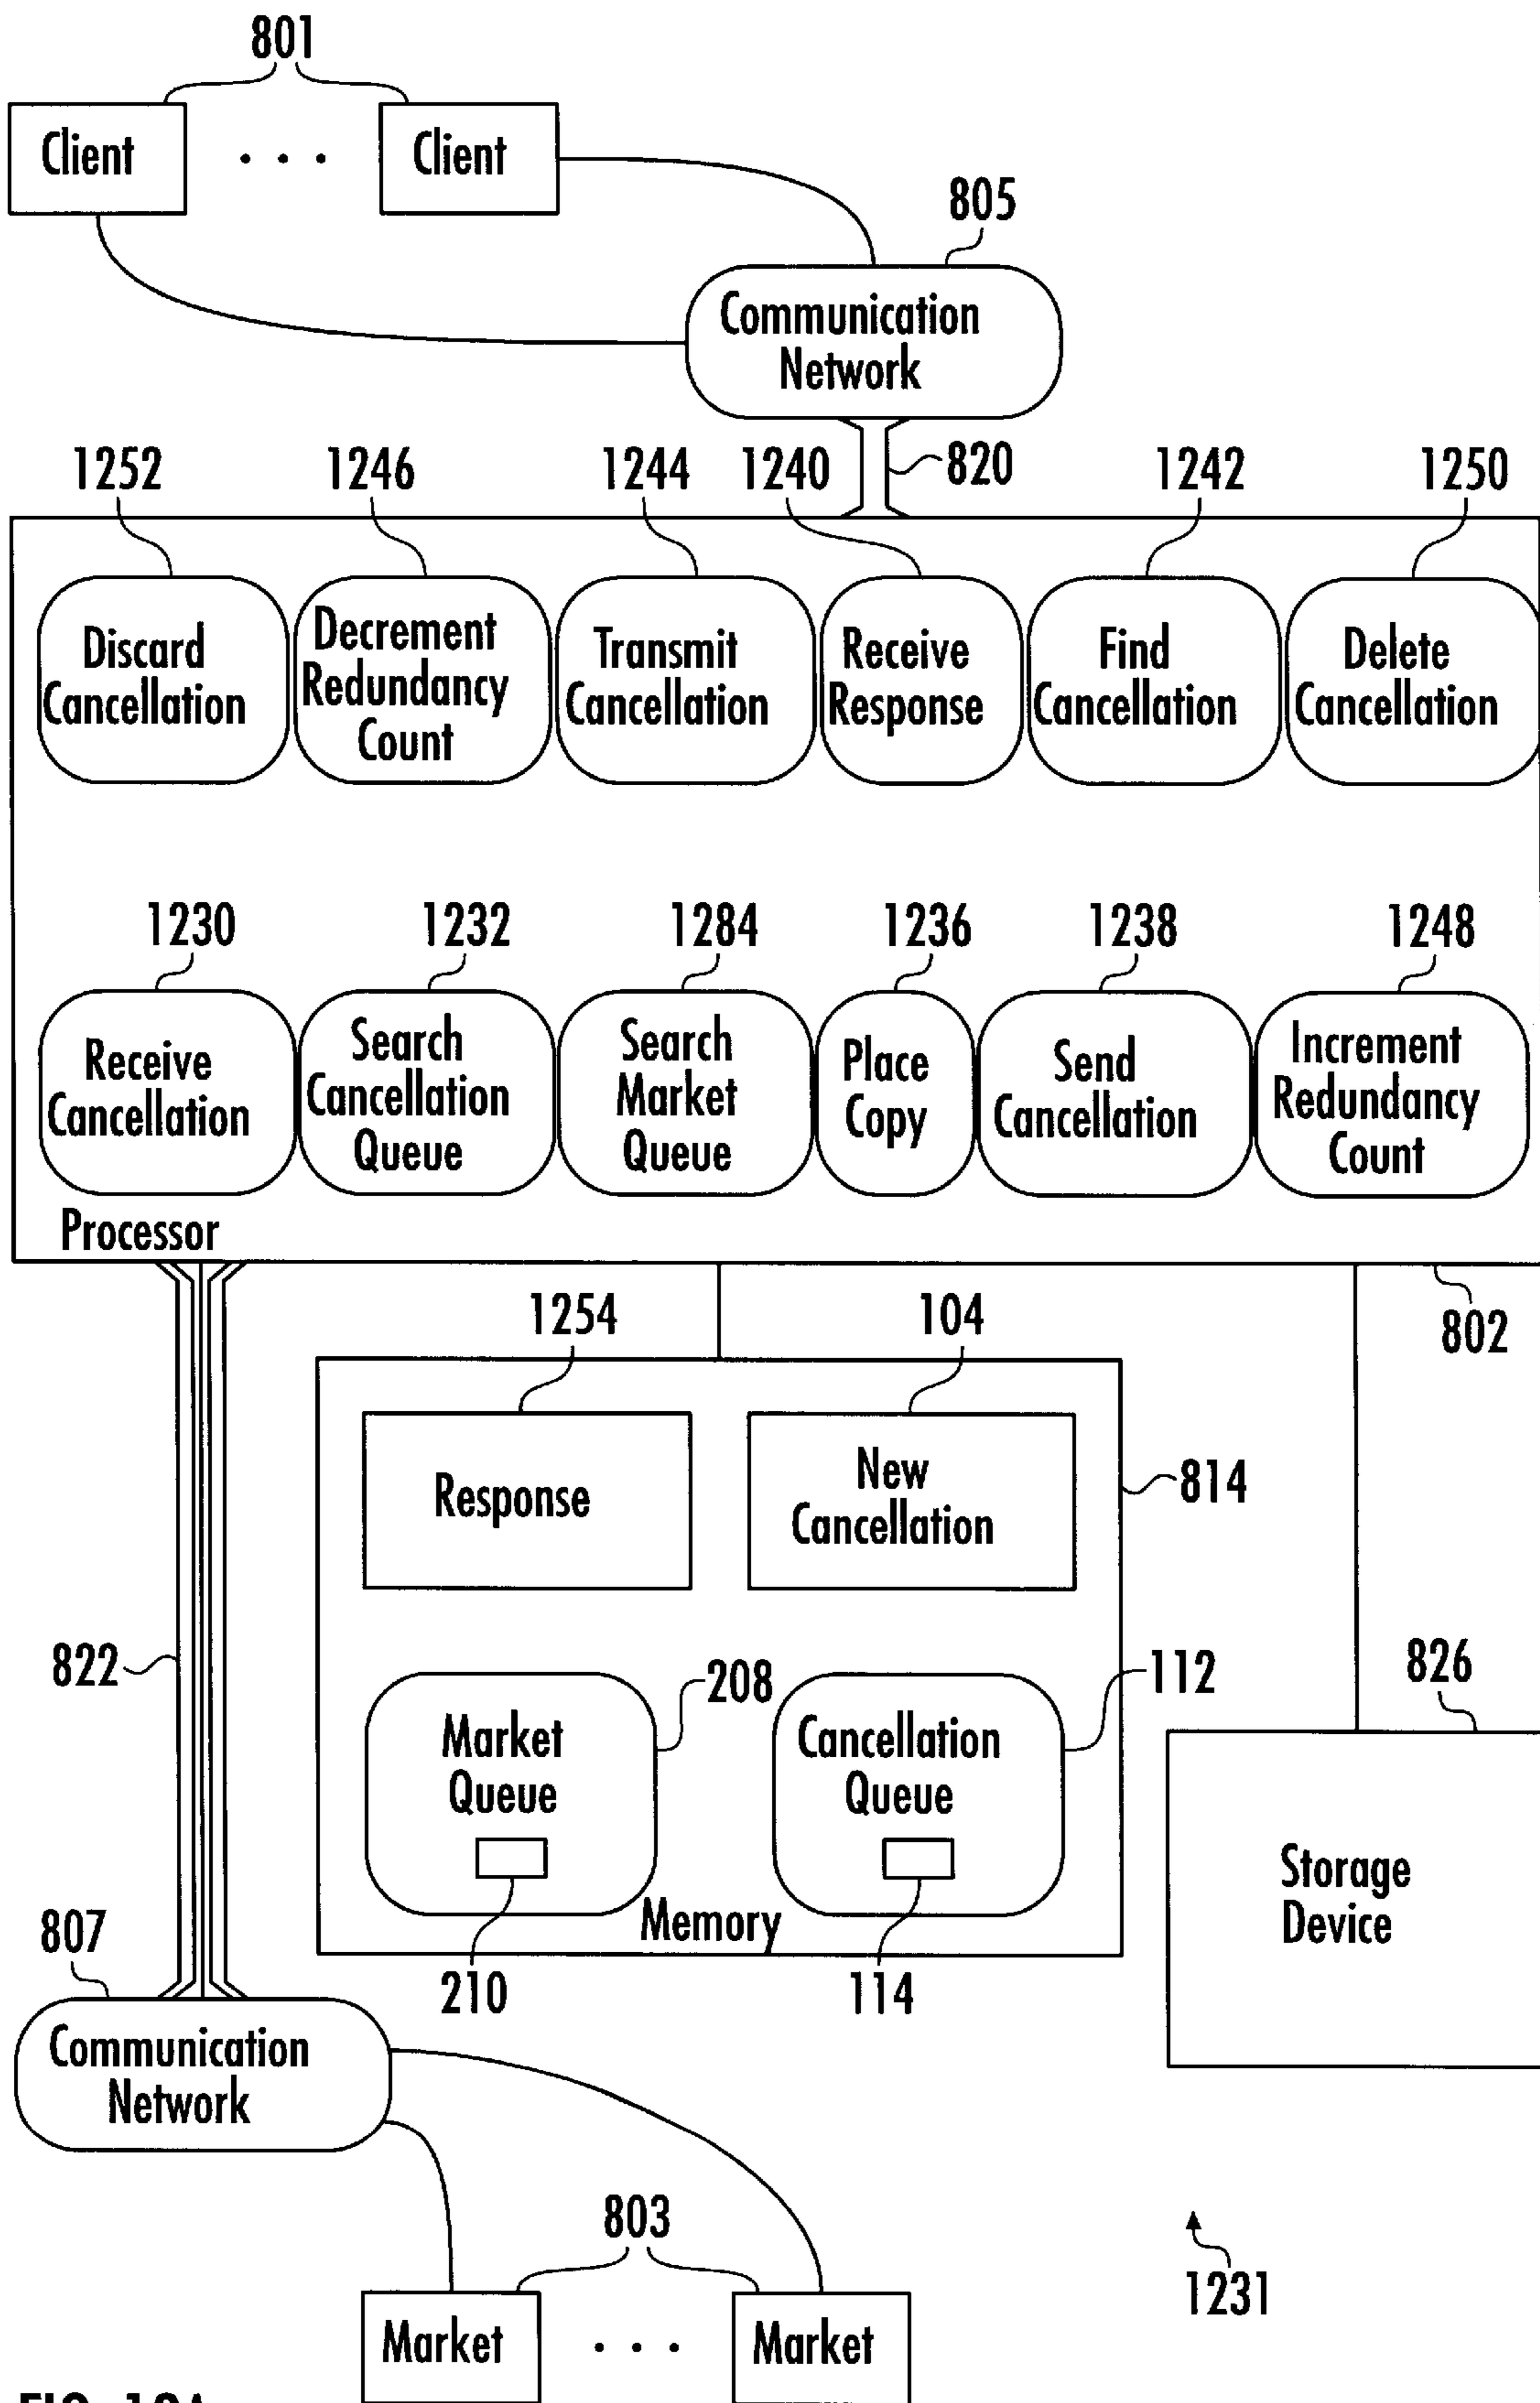 801
Client . . . Client
805
Communication
Network
820
1252 1246 1244 1240 1242 1250
Discard
Cancellation
Decrement
Redundancy
Count
Transmit
Cancellation
Receive
Response
Find
Cancellation
Delete
Cancellation
1230 1232 1284 1236 1238 1248
Receive
Cancellation
Search
Cancellation
Queue
Search
Market
Queue
Place
Copy
Send
Cancellation
Increment
Redundancy
Count
Processor
802
1254 104
Response
New
Cancellation
814
822
208
112
826
Market
Queue
Cancellation
Queue
Storage
Device
Memory
807
210 114
Communication
Network
803
1231
Market . . . Market